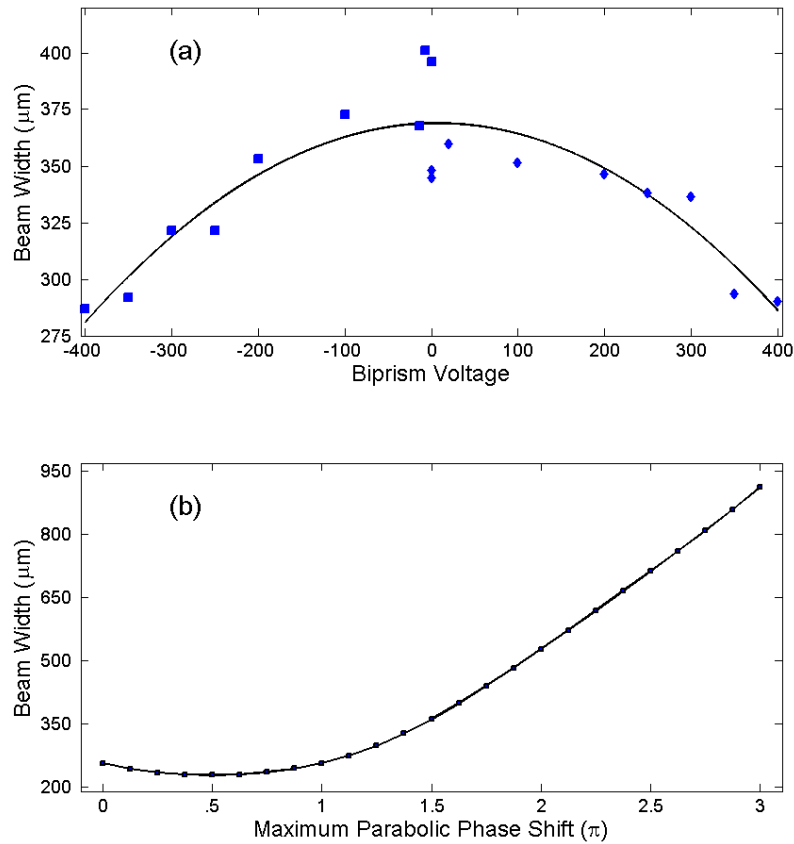 (a)
400
375
350
325
300
275
Beam Width (μm)
-400 -300 -200 -100 0 100 200 300 400
Biprism Voltage
(b)
950
800
650
500
350
200
Beam Width (μm)
0 .5 1 1.5 2 2.5 3
Maximum Parabolic Phase Shift (π)